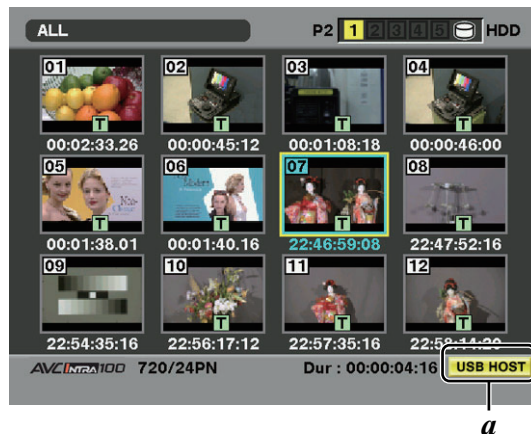 ALL P2 1 2 3 4 5 HDD
01 02 03 04
T T T T
00:02:33.26 00:00:45:12 00:01:08:18 00:00:46:00
05 06 07 08
T T T T
00:01:38.01 00:01:40.16 22:46:59:08 22:47:52:16
09 10 11 12
T T T
22:54:35:16 22:56:17:12 22:57:35:16 22:58:14:20
AVC INTRA 100 720/24PN Dur : 00:00:04:16 USB HOST
a